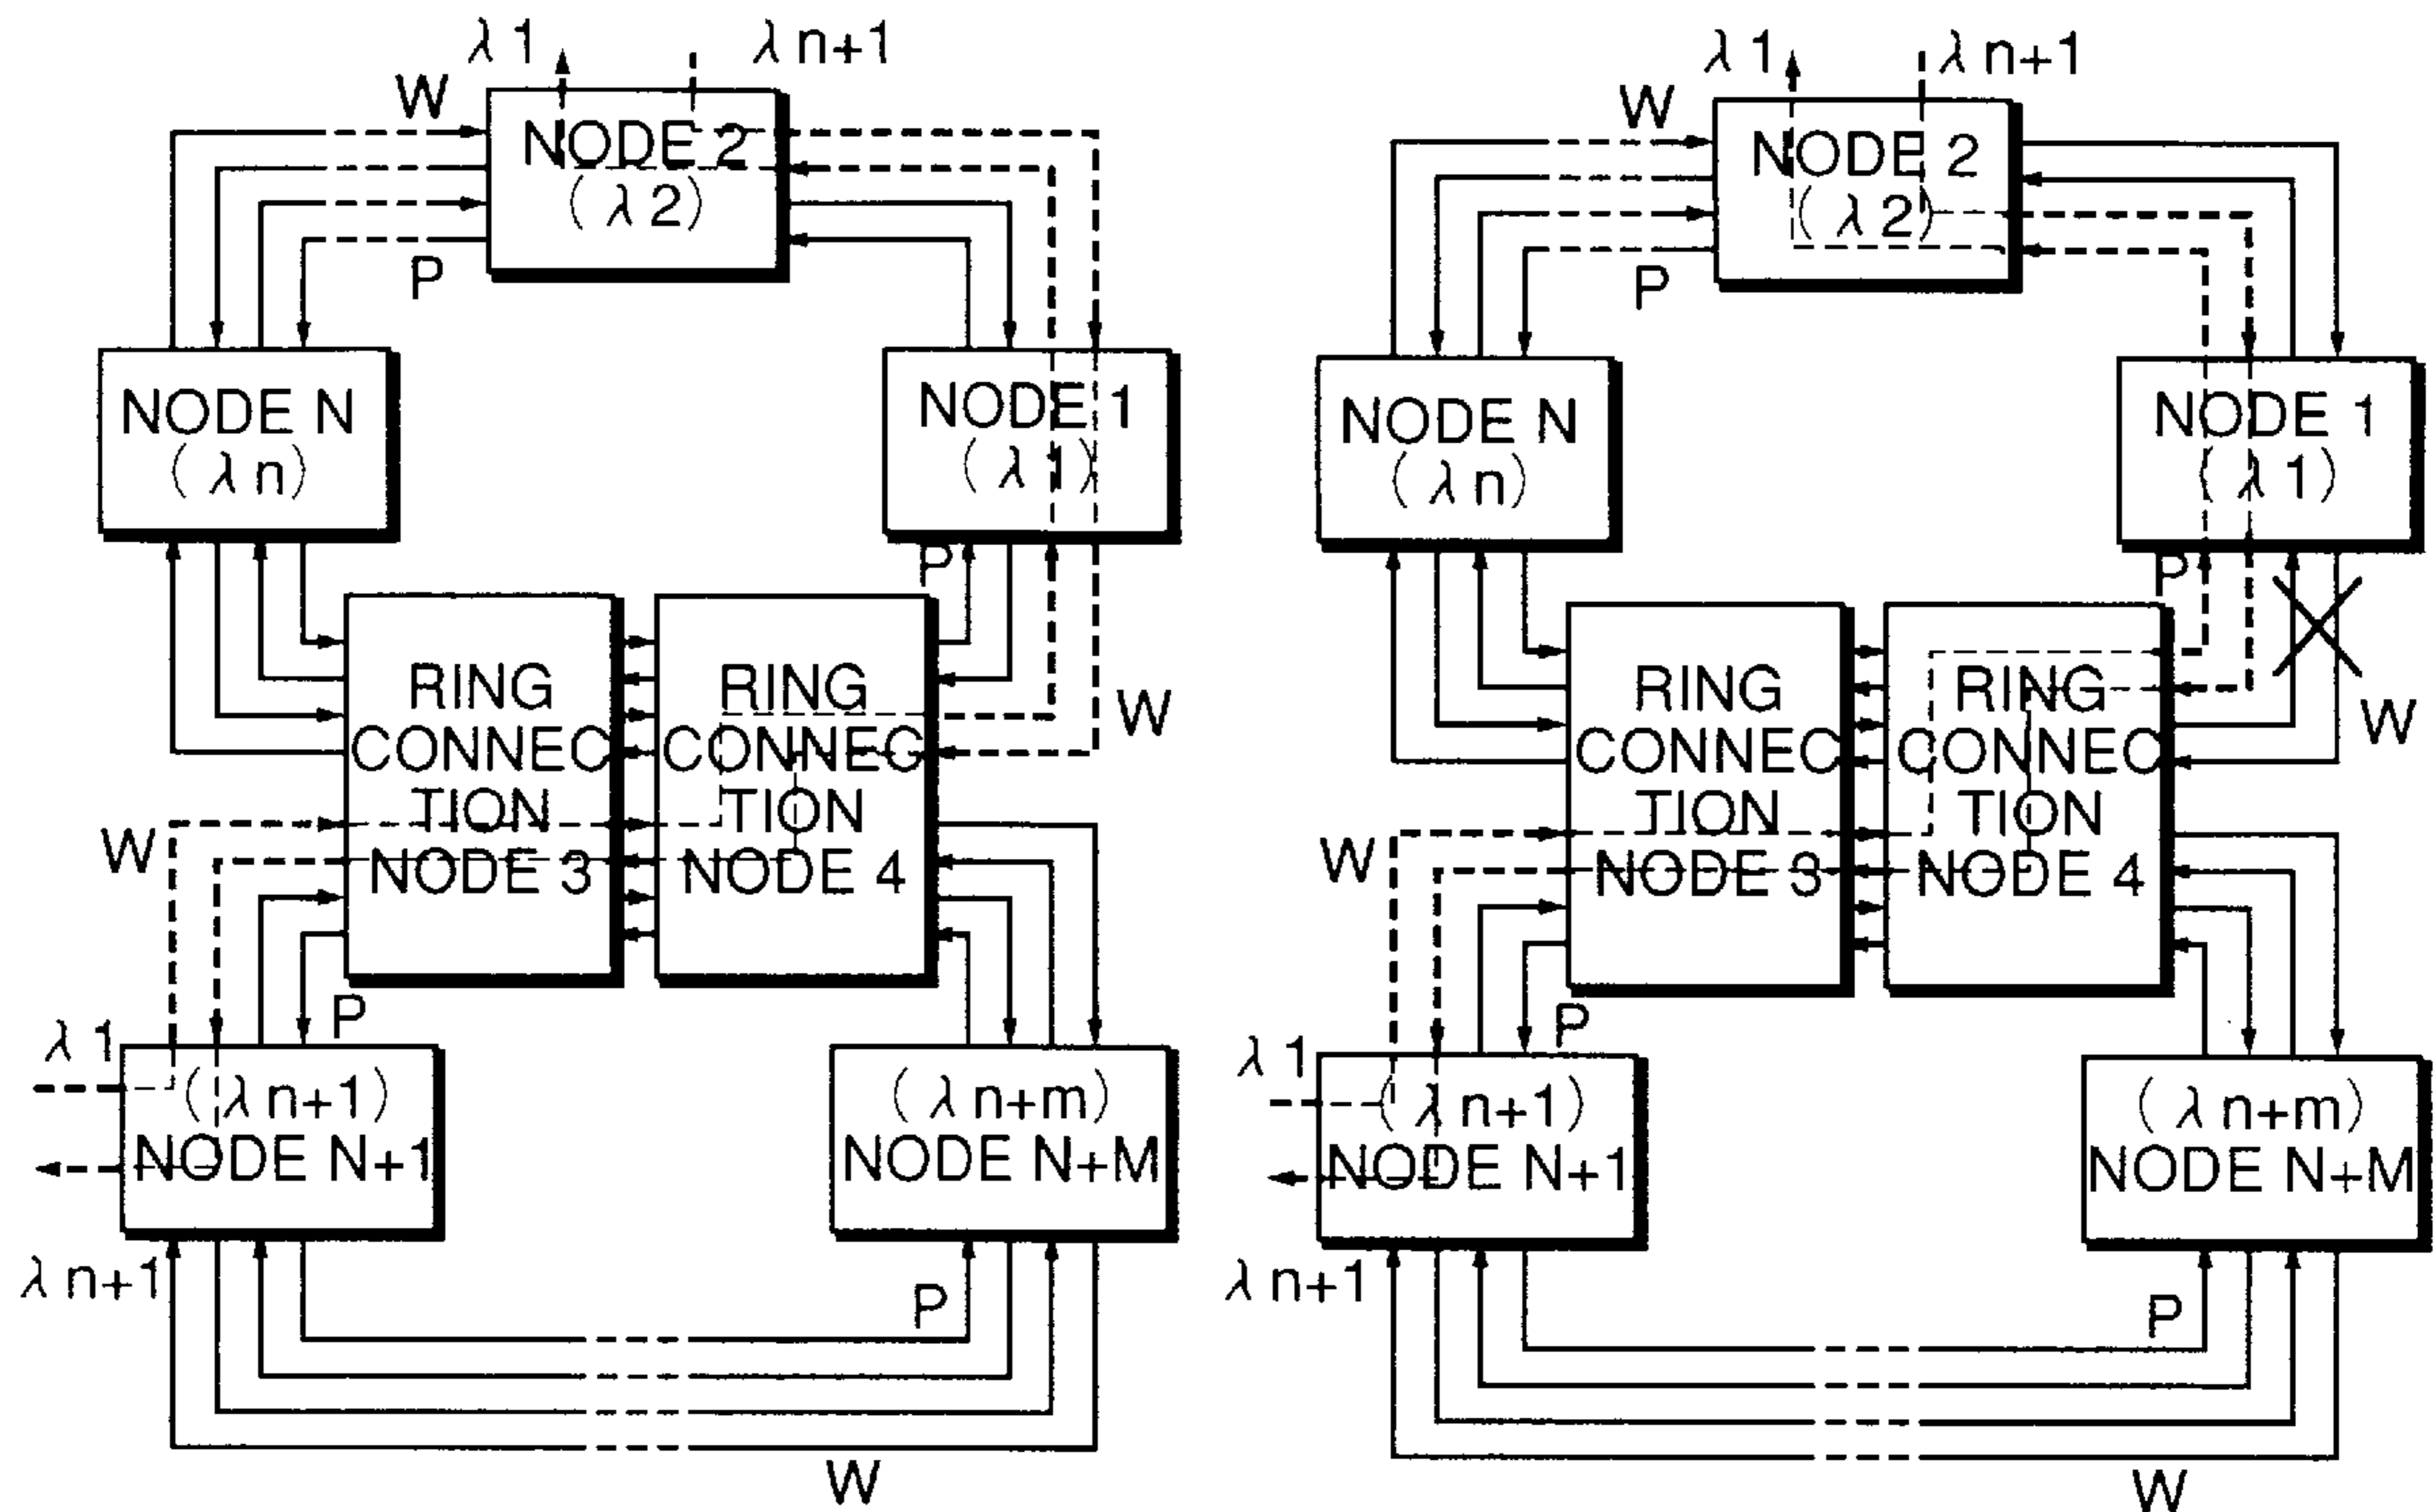 λ1
λn+1
W
NODE 2
(λ2)
P
NODE N
(λn)
NODE 1
(λ1)
P
RING
CONNEC
TION
NODE 3
RING
CONNEC
TION
NODE 4
W
W
P
λ1
(λn+1)
NODE N+1
(λn+m)
NODE N+M
λn+1
P
W
λ1
λn+1
W
NODE 2
(λ2)
P
NODE N
(λn)
NODE 1
(λ1)
P
RING
CONNEC
TION
NODE 3
RING
CONNEC
TION
NODE 4
W
W
P
λ1
(λn+1)
NODE N+1
(λn+m)
NODE N+M
λn+1
P
W